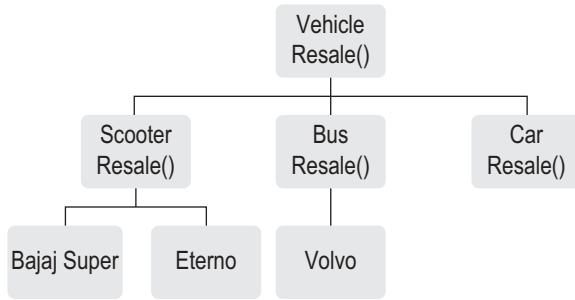 Vehicle
Resale()
Scooter
Resale()
Bus
Resale()
Car
Resale()
Bajaj Super
Eterno
Volvo